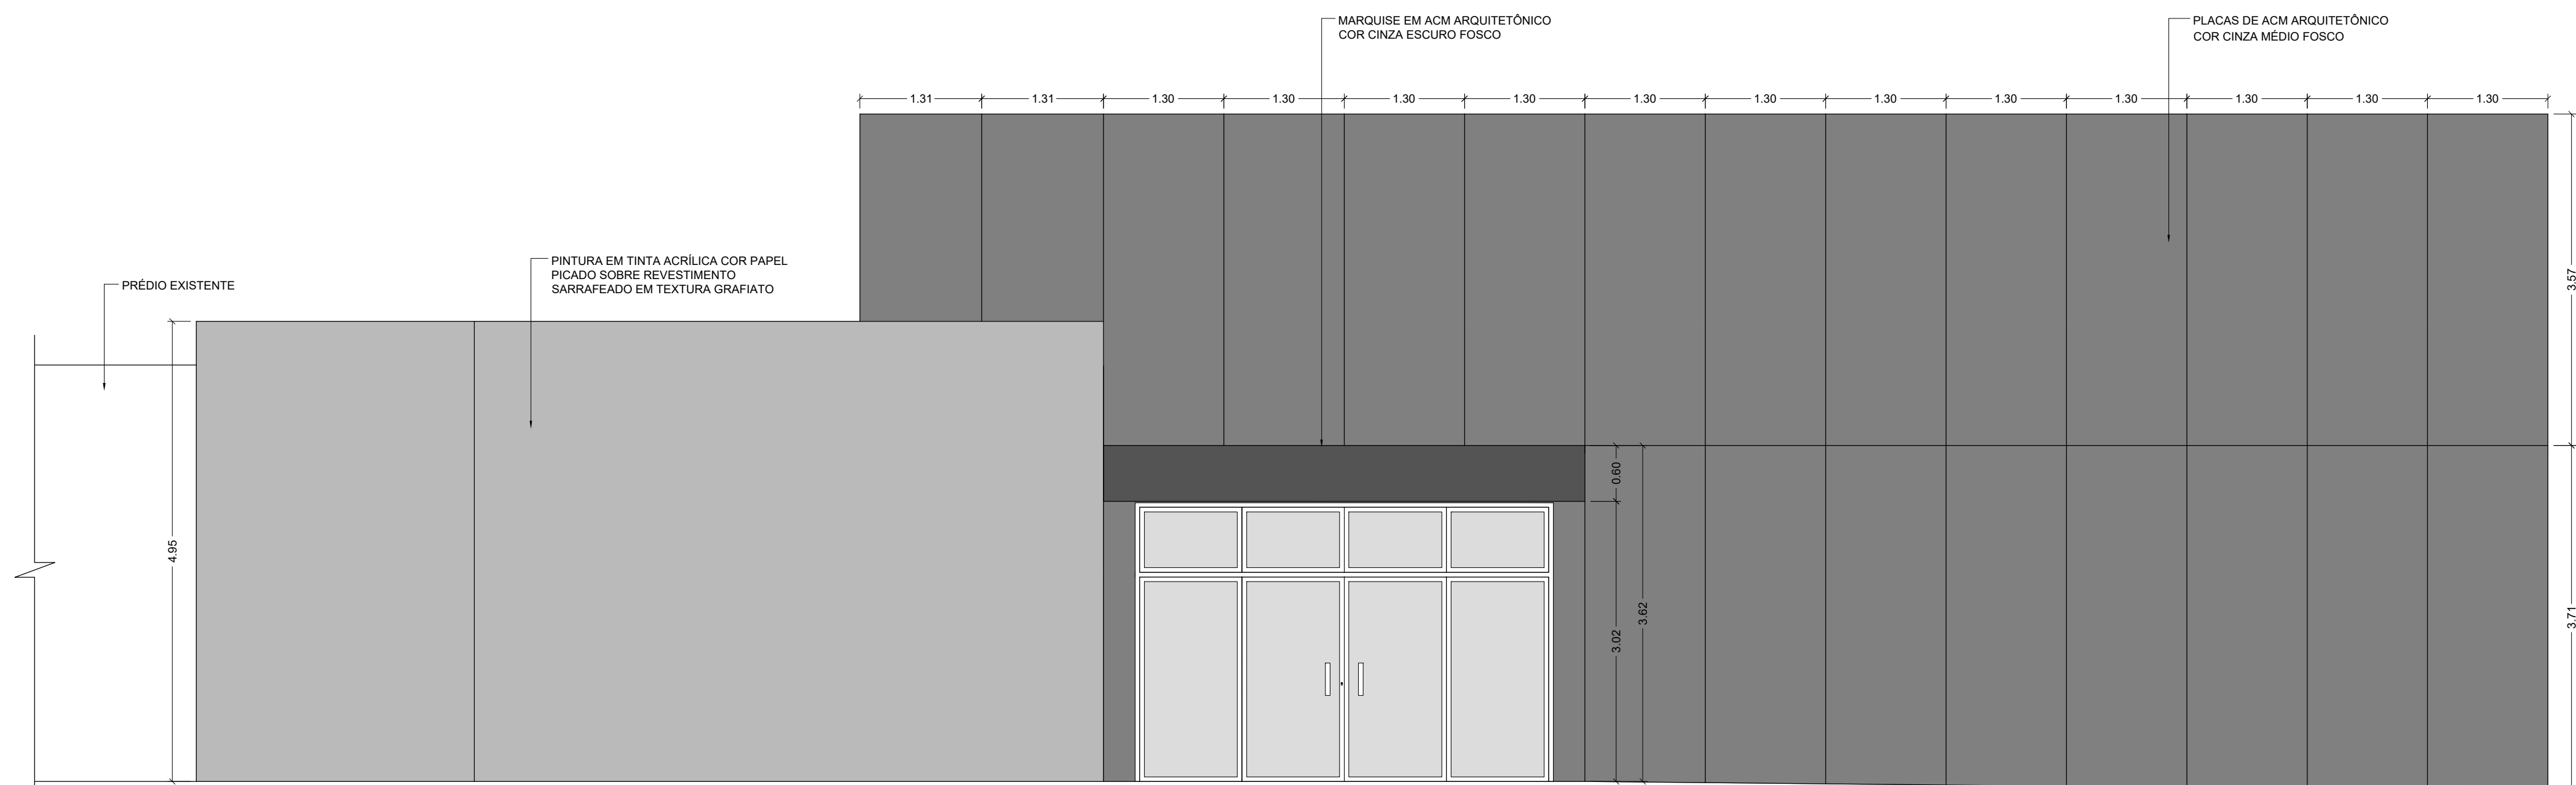 MARQUISE EM ACM ARQUITETÔNICO
COR CINZA ESCURO FOSCO
PLACAS DE ACM ARQUITETÔNICO
COR CINZA MÉDIO FOSCO
1.31
1.31
1.30
1.30
1.30
1.30
1.30
1.30
1.30
1.30
1.30
1.30
1.30
1.30
PRÉDIO EXISTENTE
PINTURA EM TINTA ACRÍLICA COR PAPEL
PICADO SOBRE REVESTIMENTO
SARRAFEADO EM TEXTURA GRAFIATO
3.57
0.60
4.95
3.02
3.62
3.71